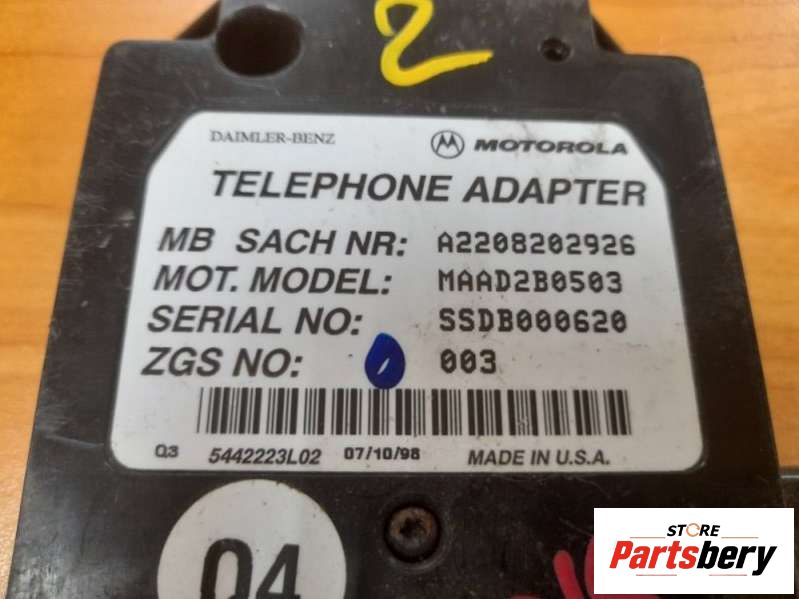 2
DAIMLER-BENZ
MOTOROLA
TELEPHONE ADAPTER
MB SACH NR: A2208202926
MOT. MODEL: MAAD2B0503
SERIAL NO: SSDB000620
ZGS NO: 003
Q3 5442223L02 07/10/98 MADE IN U.S.A.
04
STORE
Partsbery